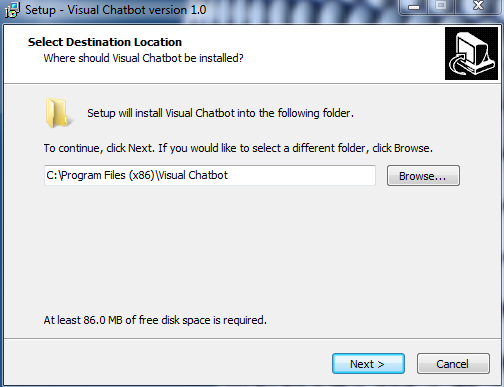 Setup - Visual Chatbot version 1.0
Select Destination Location
Where should Visual Chatbot be installed?
Setup will install Visual Chatbot into the following folder.
To continue, click Next. If you would like to select a different folder, click Browse.
C:\Program Files (x86)\Visual Chatbot
Browse...
At least 86.0 MB of free disk space is required.
Next >
Cancel